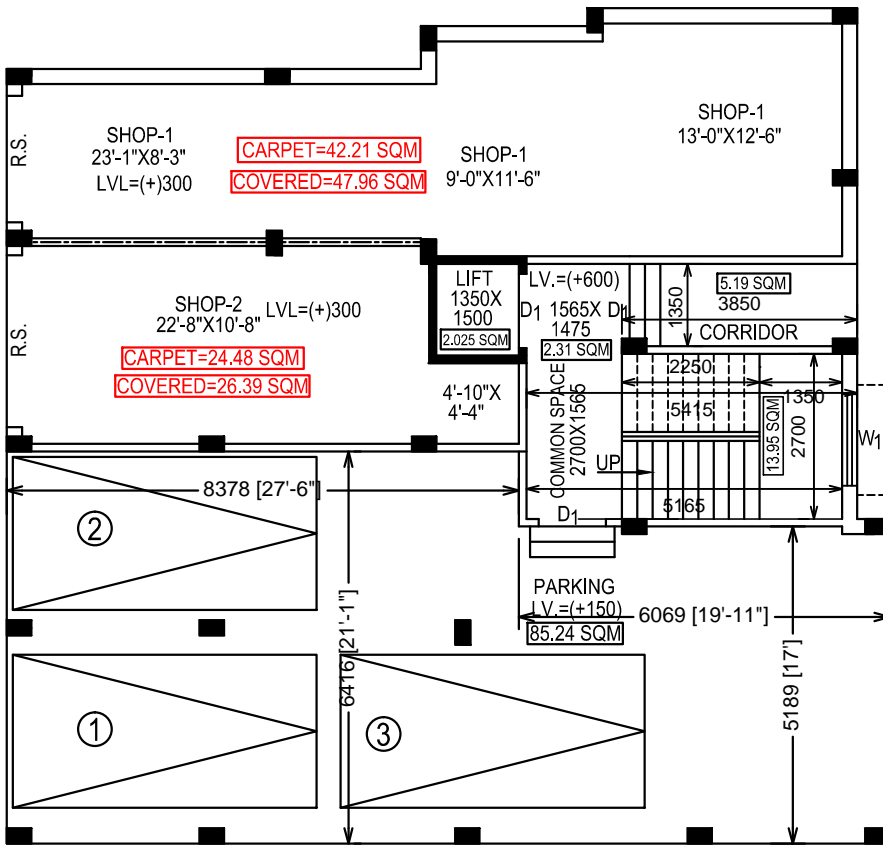 SHOP-1
13'-0"X12'-6"
SHOP-1
23'-1"X8'-3"
LVL=(+)300
CARPET=42.21 SQM
COVERED=47.96 SQM
SHOP-1
9'-0"X11'-6"
R.S.
SHOP-2
22'-8"X10'-8"
LVL=(+)300
CARPET=24.48 SQM
COVERED=26.39 SQM
R.S.
LIFT
1350X
1500
2.025 SQM
LV.=(+600)
D1
1565X
1475
D1
2.31 SQM
5.19 SQM
3850
1350
CORRIDOR
4'-10"X
4'-4"
COMMON SPACE
2700X1565
2250
5415
1350
13.95 SQM
2700
W1
UP
5165
D1
8378 [27'-6"]
2
6416 [21'-1"]
PARKING
LV.=(+150)
85.24 SQM
6069 [19'-11"]
5189 [17']
1
3